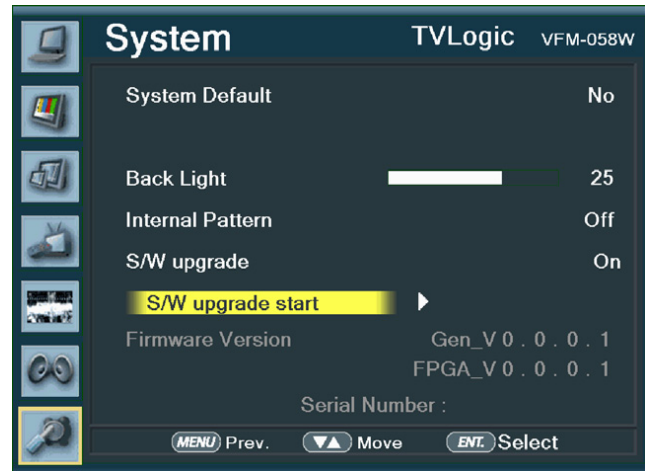 System TVLogic VFM-058W
System Default No
Back Light 25
Internal Pattern Off
S/W upgrade On
S/W upgrade start
Firmware Version Gen_V 0 . 0 . 0 . 1
FPGA_V 0 . 0 . 0 . 1
Serial Number :
MENU Prev. ▼▲ Move ENT. Select